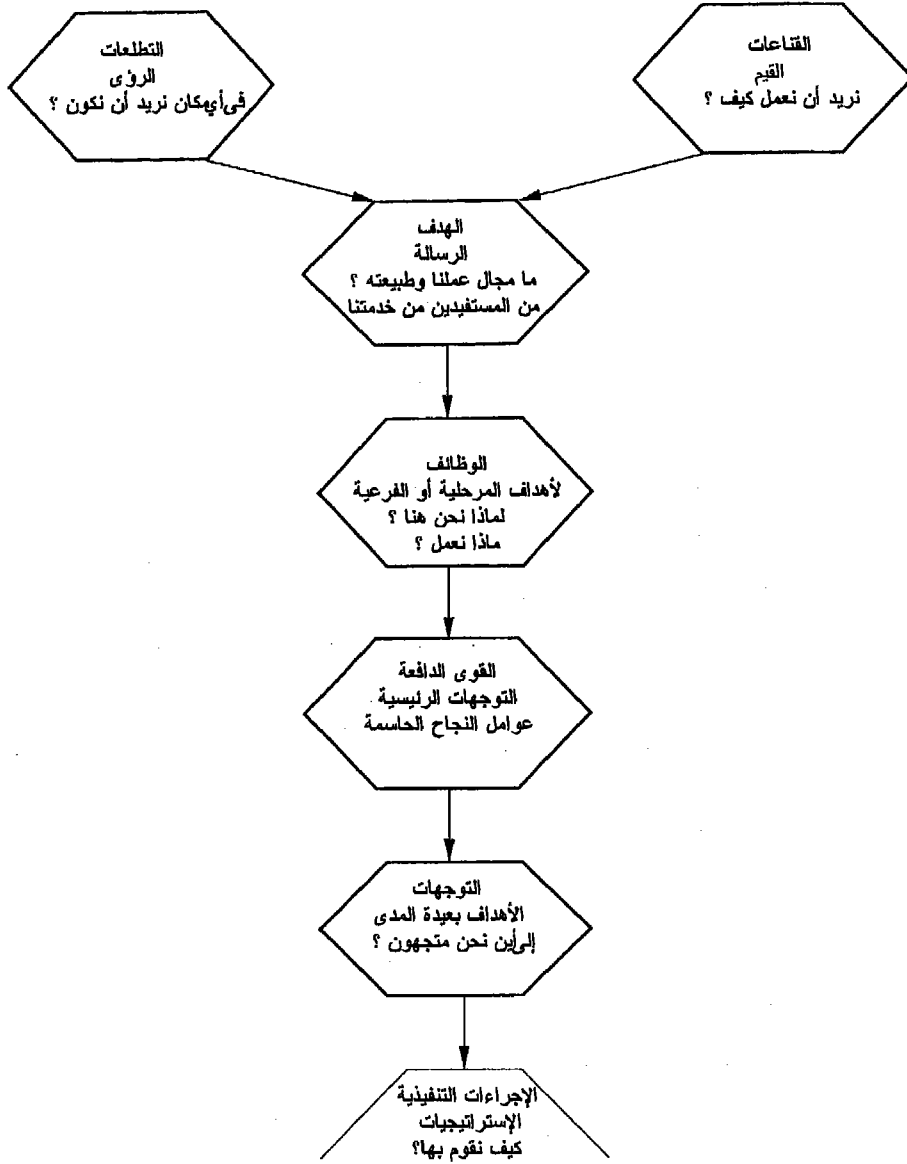 القناعات
القيم
نريد أن نعمل كيف ؟
التطلعات
الرؤى
فى أي مكان نريد أن نكون ؟
الهدف
الرسالة
ما مجال عملنا وطبيعته ؟
من المستفيدين من خدمتنا
الوظائف
لأهداف المرحلية أو الفرعية
لماذا نحن هنا ؟
ماذا نعمل ؟
القوى الدافعة
التوجهات الرئيسية
عوامل النجاح الحاسمة
التوجهات
الأهداف بعيدة المدى
إلى أين نحن متجهون ؟
الإجراءات التنفيذية
الإستراتيجيات
كيف نقوم بها؟